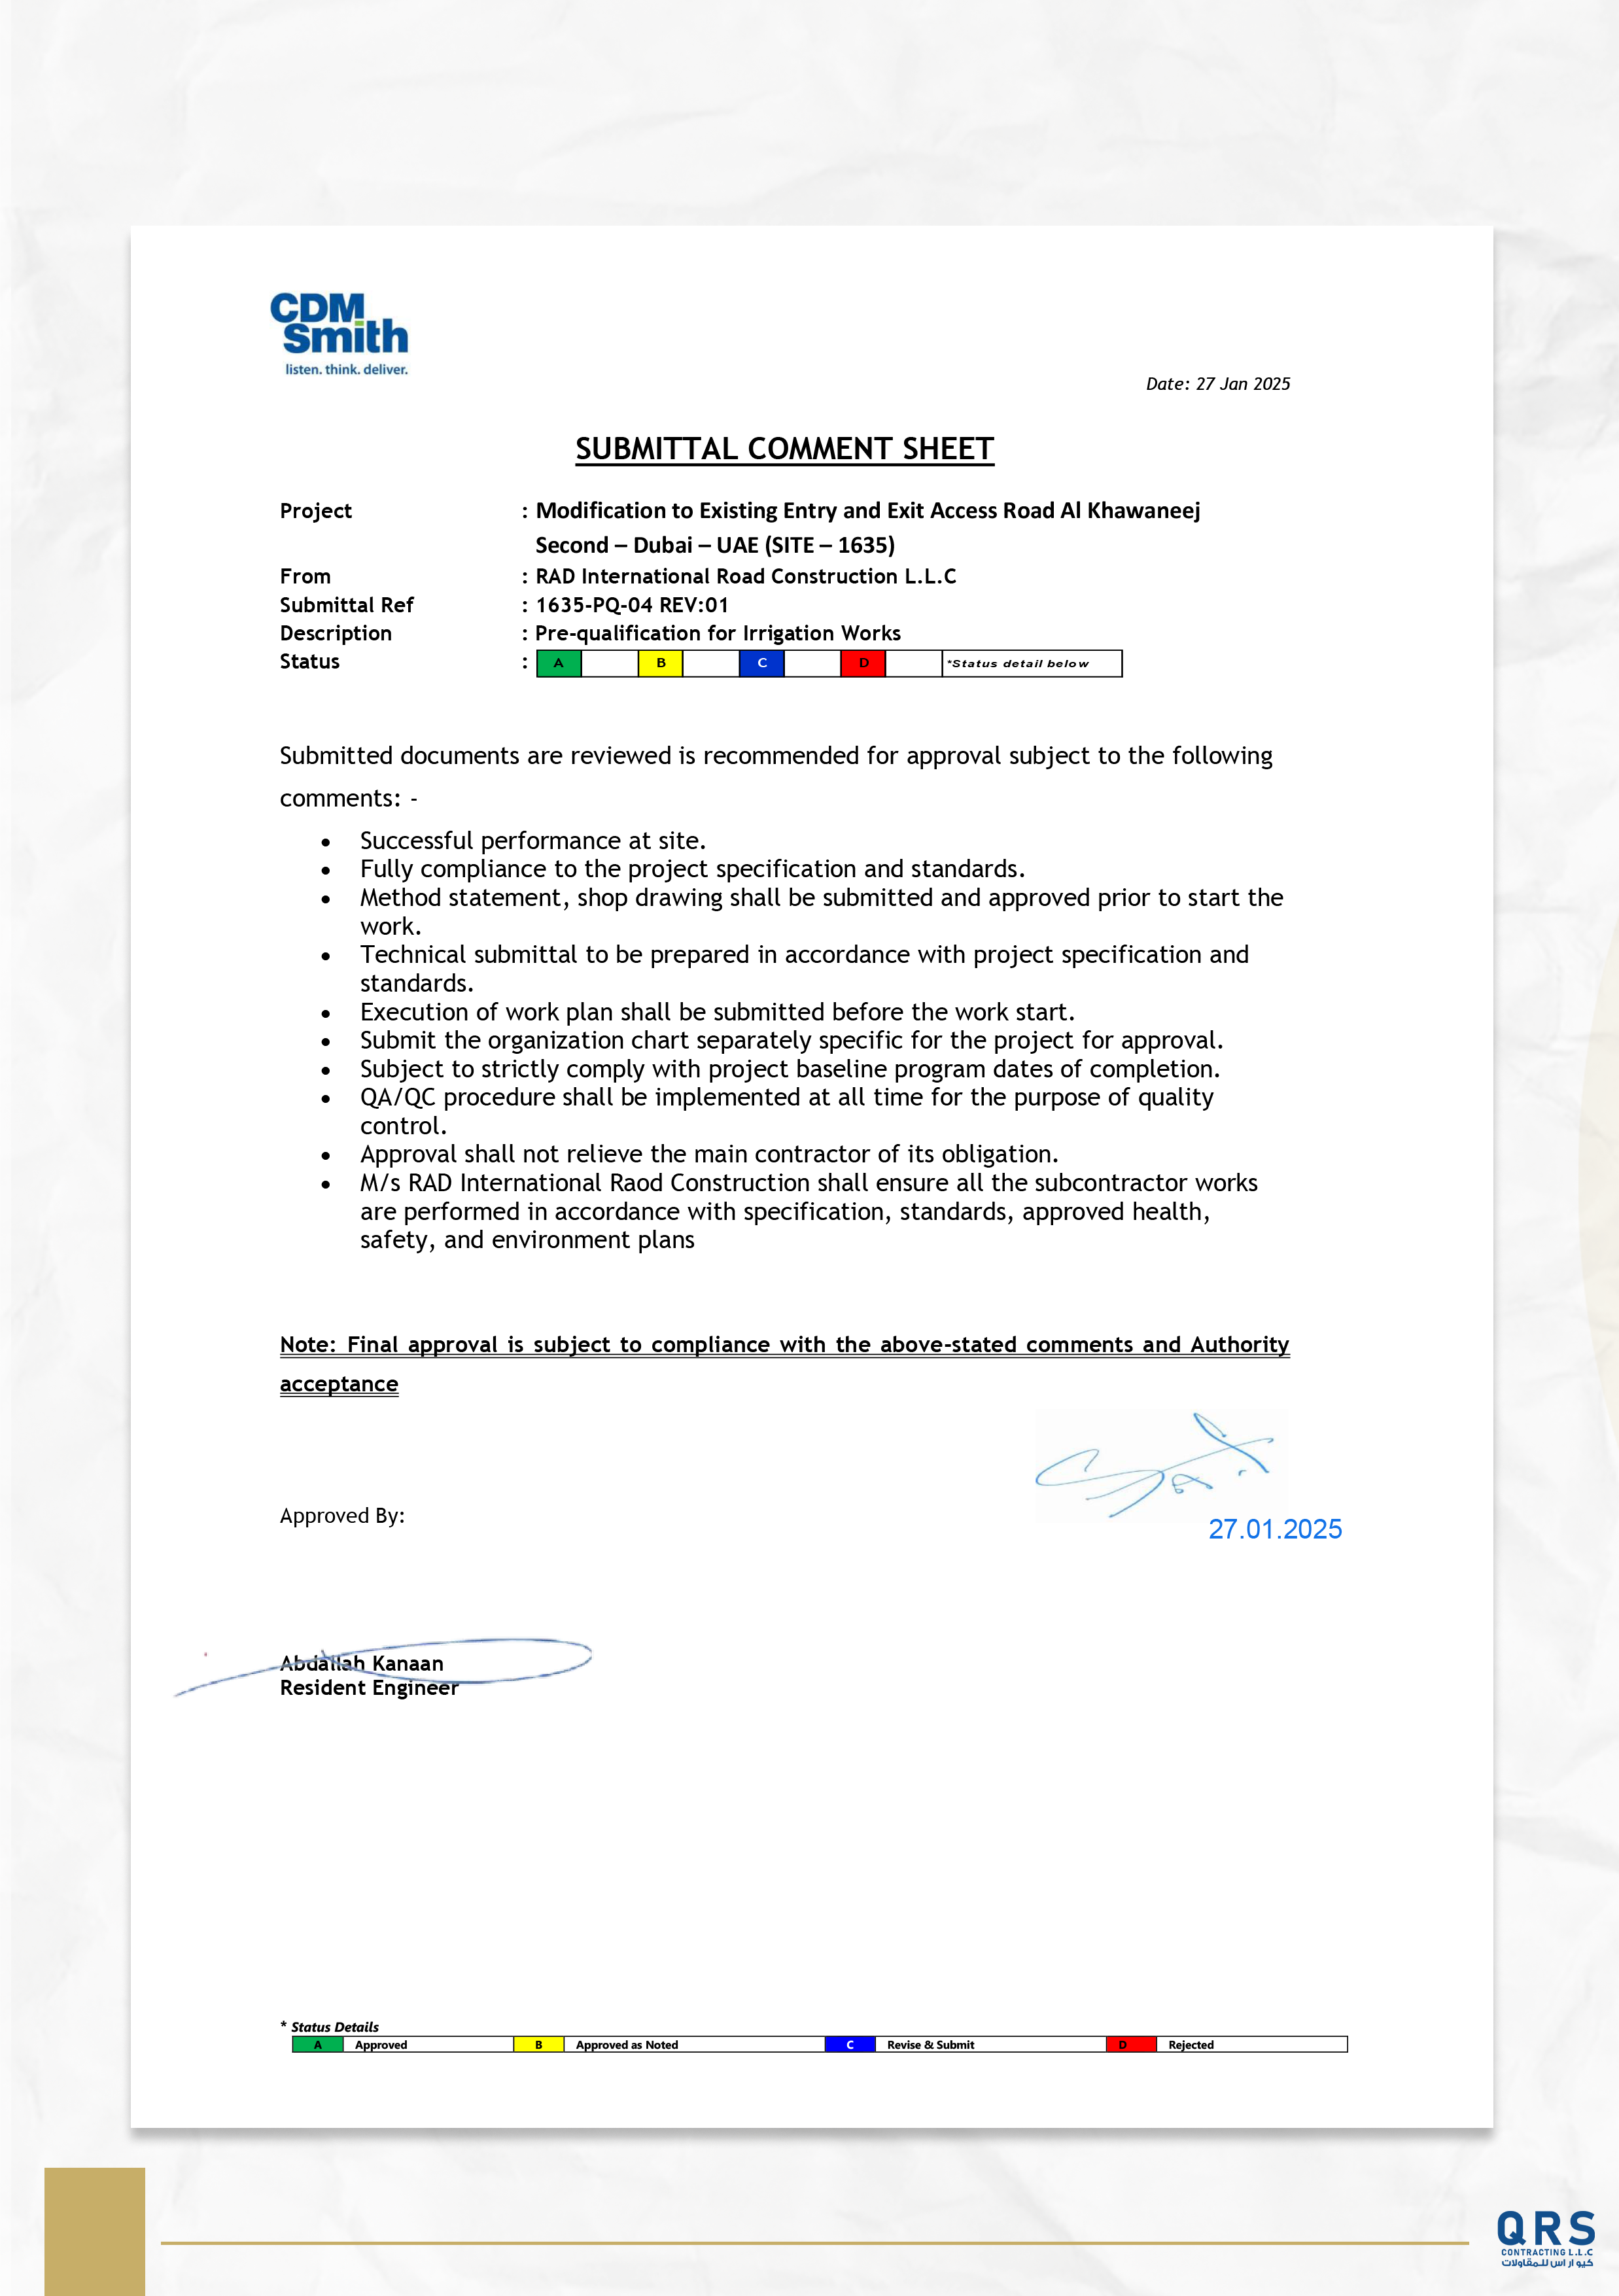 CDM
Smith
listen. think. deliver.
Date: 27 Jan 2025
SUBMITTAL COMMENT SHEET
Project : Modification to Existing Entry and Exit Access Road Al Khawaneej
Second – Dubai – UAE (SITE – 1635)
From : RAD International Road Construction L.L.C
Submittal Ref : 1635-PQ-04 REV:01
Description : Pre-qualification for Irrigation Works
Status : A B C D *Status detail below
Submitted documents are reviewed is recommended for approval subject to the following
comments: -
• Successful performance at site.
• Fully compliance to the project specification and standards.
• Method statement, shop drawing shall be submitted and approved prior to start the
work.
• Technical submittal to be prepared in accordance with project specification and
standards.
• Execution of work plan shall be submitted before the work start.
• Submit the organization chart separately specific for the project for approval.
• Subject to strictly comply with project baseline program dates of completion.
• QA/QC procedure shall be implemented at all time for the purpose of quality
control.
• Approval shall not relieve the main contractor of its obligation.
• M/s RAD International Raod Construction shall ensure all the subcontractor works
are performed in accordance with specification, standards, approved health,
safety, and environment plans
Note: Final approval is subject to compliance with the above-stated comments and Authority
acceptance
Approved By:
27.01.2025
Abdallah Kanaan
Resident Engineer
* Status Details
A Approved B Approved as Noted C Revise & Submit D Rejected
QRS
CONTRACTING L.L.C
كيو ار اس للمقاولات